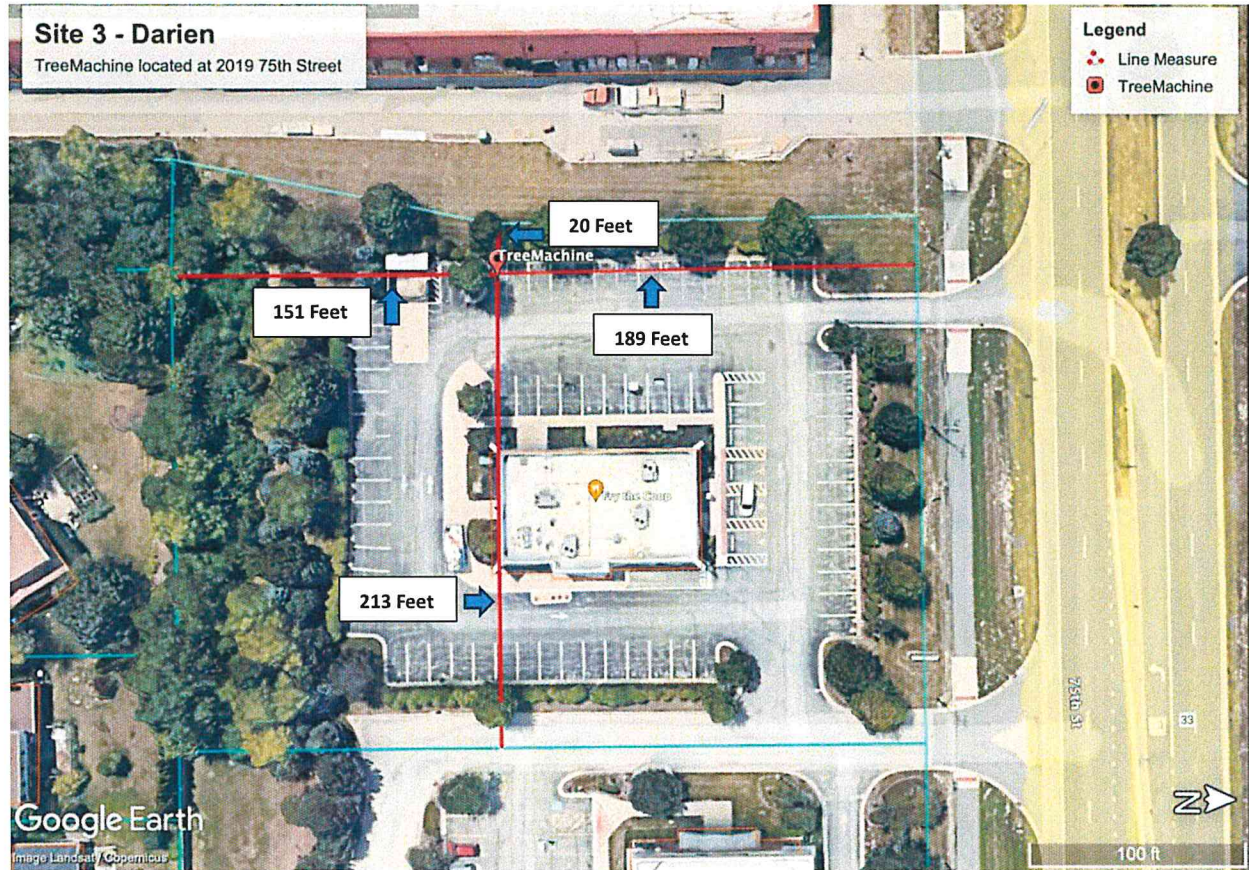 Site 3 - Darien
TreeMachine located at 2019 75th Street
Legend
Line Measure
TreeMachine
20 Feet
TreeMachine
151 Feet
189 Feet
Fry the Coop
213 Feet
75th St
33
N
Google Earth
Image Landsat / Copernicus
100 ft